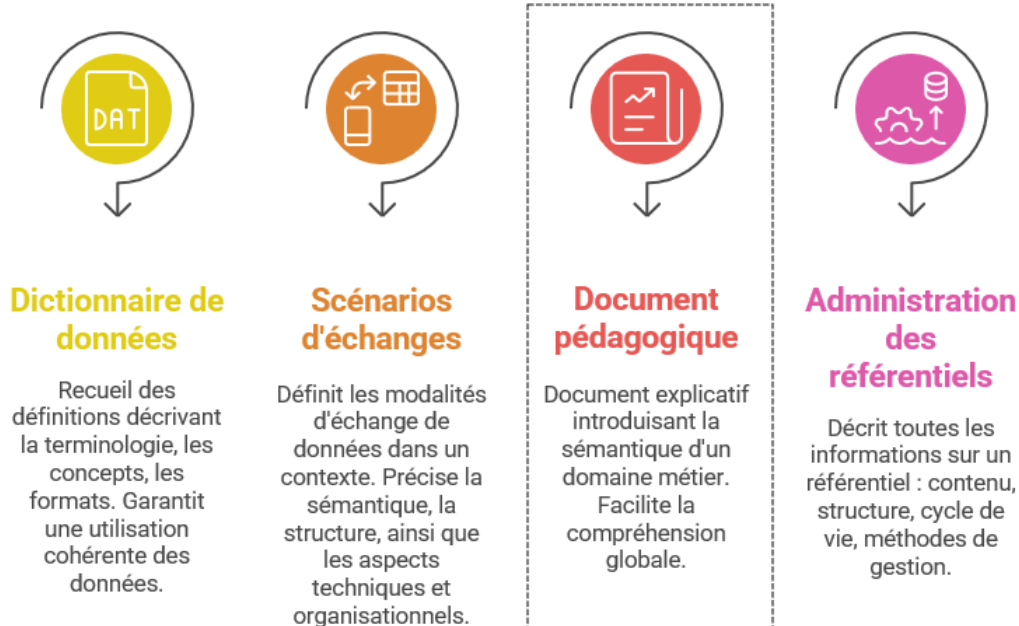 DAT
Dictionnaire de
données
Recueil des
définitions décrivant
la terminologie, les
concepts, les
formats. Garantit
une utilisation
cohérente des
données.
Scénarios
d'échanges
Définit les modalités
d'échange de
données dans un
contexte. Précise la
sémantique, la
structure, ainsi que
les aspects
techniques et
organisationnels.
Document
pédagogique
Document explicatif
introduisant la
sémantique d'un
domaine métier.
Facilite la
compréhension
globale.
Administration
des
référentiels
Décrit toutes les
informations sur un
référentiel : contenu,
structure, cycle de
vie, méthodes de
gestion.